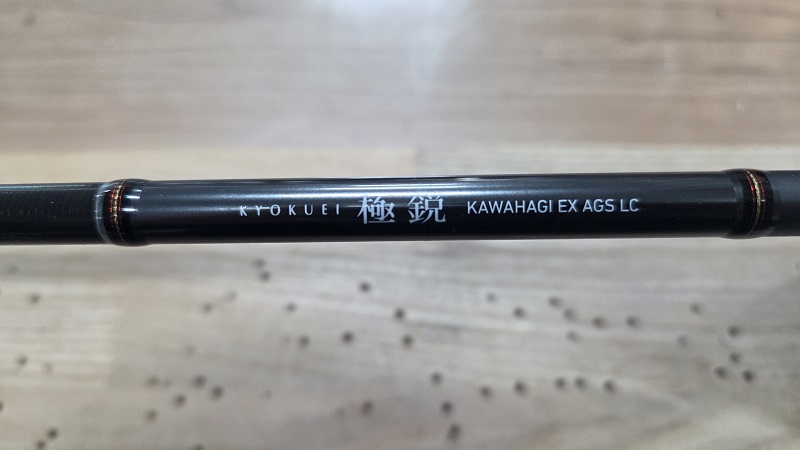 KYOKUEI 極鋭 KAWAHAGI EX AGS LC